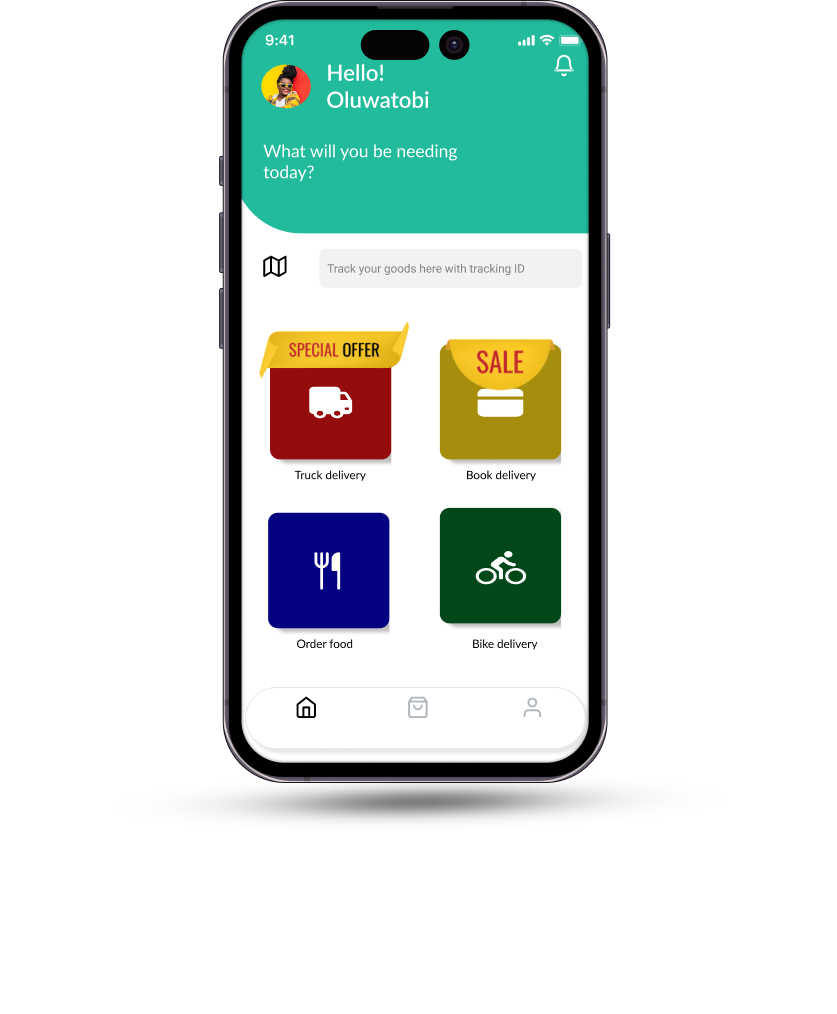 9:41
Hello!
Oluwatobi
What will you be needing
today?
Track your goods here with tracking ID
SPECIAL OFFER
SALE
Truck delivery
Book delivery
Order food
Bike delivery